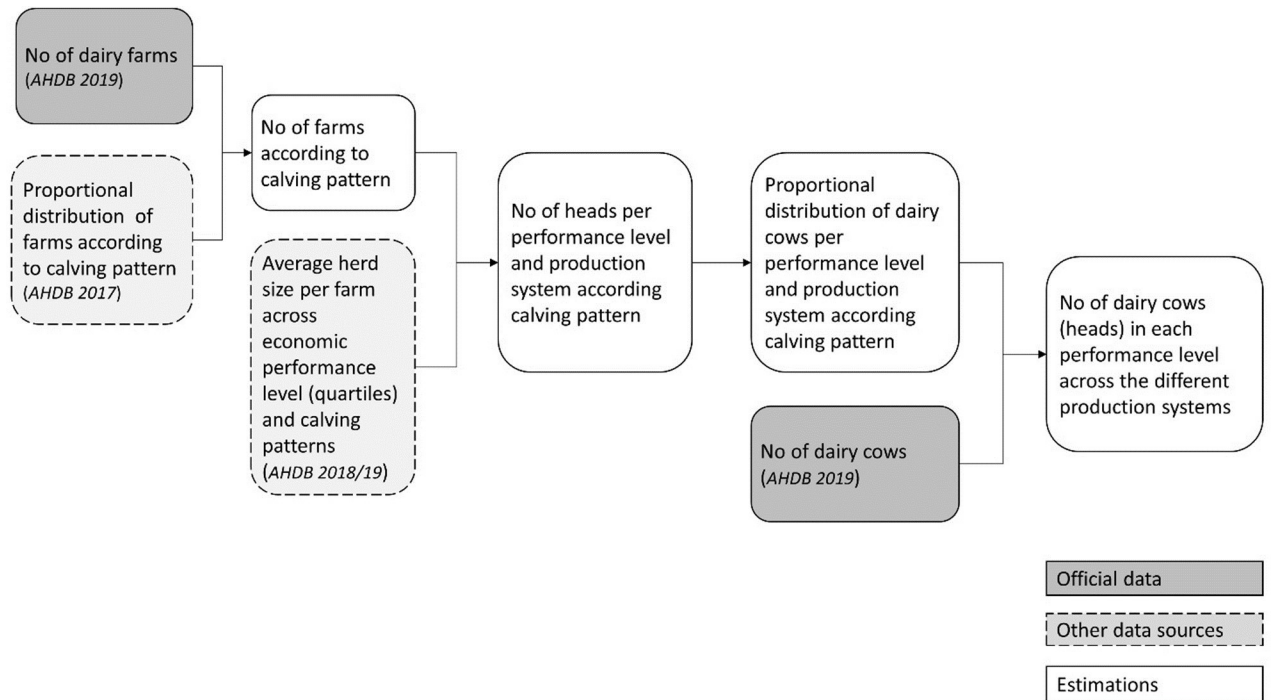 No of dairy farms
(AHDB 2019)
Proportional
distribution of
farms according
to calving pattern
(AHDB 2017)
No of farms
according to
calving pattern
Average herd
size per farm
across
economic
performance
level (quartiles)
and calving
patterns
(AHDB 2018/19)
No of heads per
performance level
and production
system according
calving pattern
Proportional
distribution of dairy
cows per
performance level
and production
system according
calving pattern
No of dairy cows
(AHDB 2019)
No of dairy cows
(heads) in each
performance level
across the different
production systems
Official data
Other data sources
Estimations